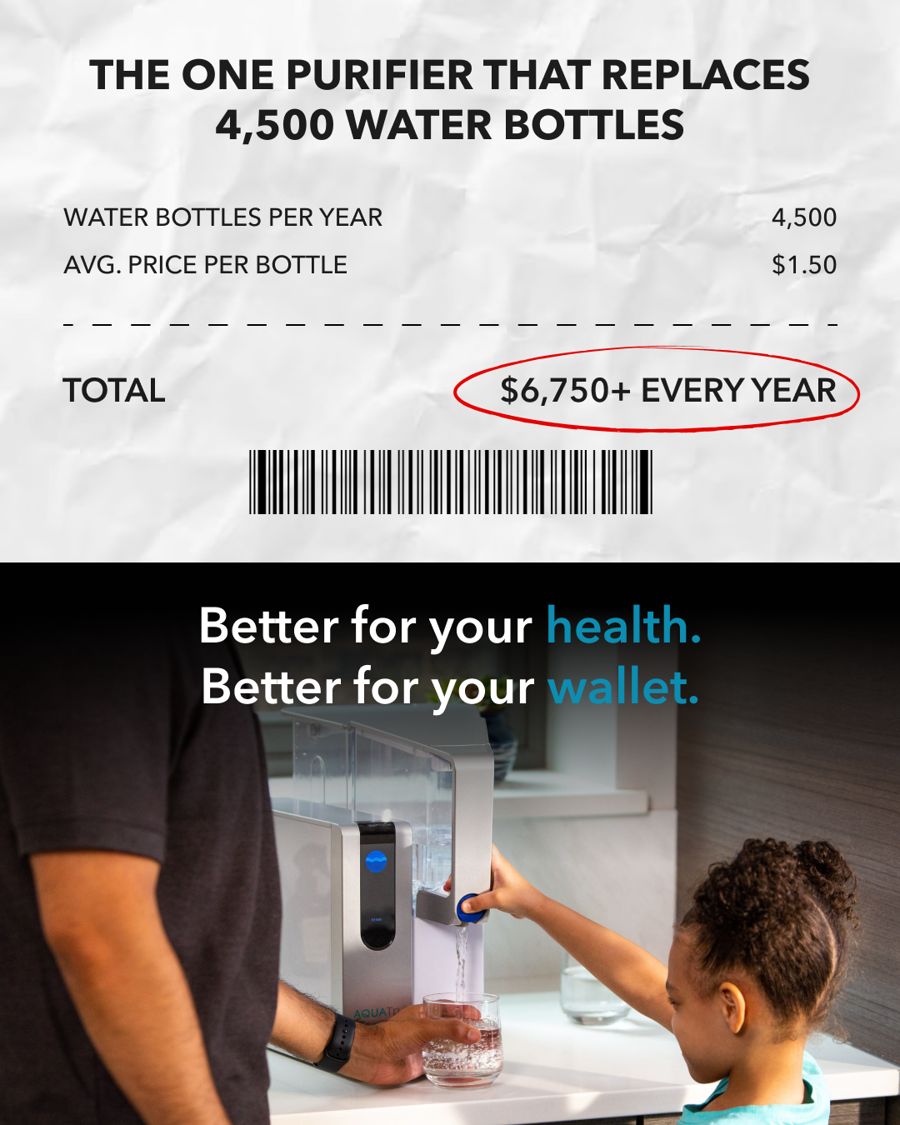 THE ONE PURIFIER THAT REPLACES
4,500 WATER BOTTLES
WATER BOTTLES PER YEAR 4,500
AVG. PRICE PER BOTTLE $1.50
TOTAL $6,750+ EVERY YEAR
Better for your health.
Better for your wallet.